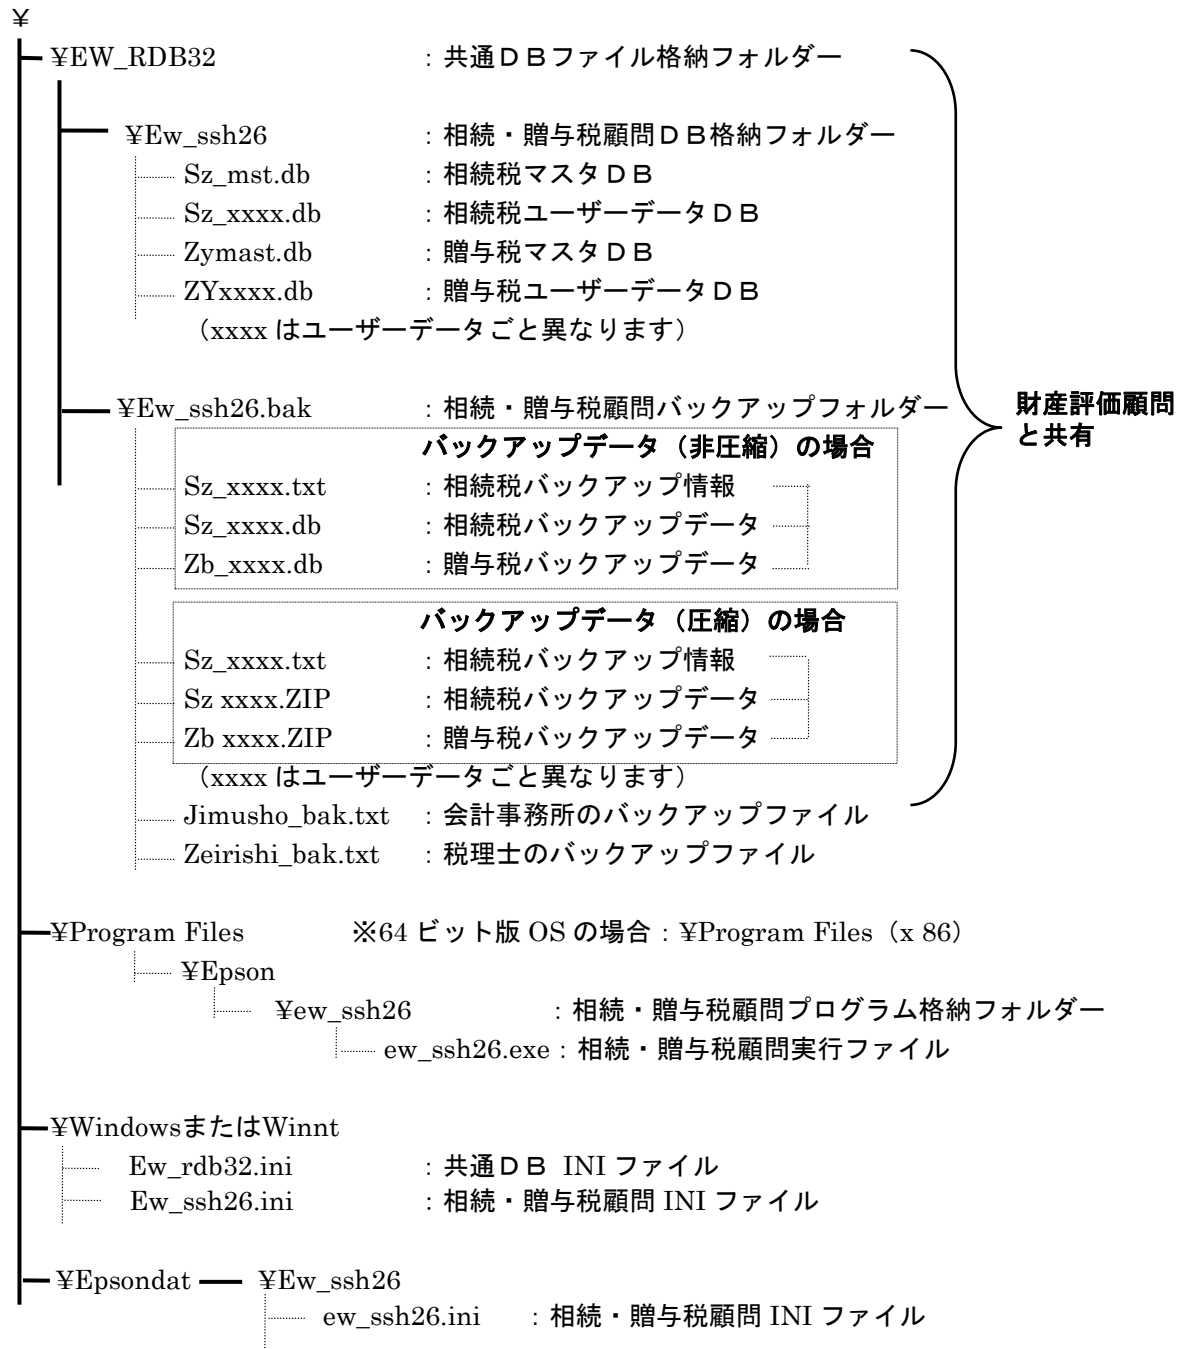 ¥
¥EW_RDB32 : 共通ＤＢファイル格納フォルダー
¥Ew_ssh26 : 相続・贈与税顧問ＤＢ格納フォルダー
Sz_mst.db : 相続税マスタＤＢ
Sz_xxxx.db : 相続税ユーザーデータＤＢ
Zymast.db : 贈与税マスタＤＢ
ZYxxxx.db : 贈与税ユーザーデータＤＢ
（xxxx はユーザーデータごと異なります）
¥Ew_ssh26.bak : 相続・贈与税顧問バックアップフォルダー
財産評価顧問
と共有
バックアップデータ（非圧縮）の場合
Sz_xxxx.txt : 相続税バックアップ情報
Sz_xxxx.db : 相続税バックアップデータ
Zb_xxxx.db : 贈与税バックアップデータ
バックアップデータ（圧縮）の場合
Sz_xxxx.txt : 相続税バックアップ情報
Sz xxxx.ZIP : 相続税バックアップデータ
Zb xxxx.ZIP : 贈与税バックアップデータ
（xxxx はユーザーデータごと異なります）
Jimusho_bak.txt : 会計事務所のバックアップファイル
Zeirishi_bak.txt : 税理士のバックアップファイル
¥Program Files ※64 ビット版 OS の場合 : ¥Program Files（x 86）
¥Epson
¥ew_ssh26 : 相続・贈与税顧問プログラム格納フォルダー
ew_ssh26.exe : 相続・贈与税顧問実行ファイル
¥WindowsまたはWinnt
Ew_rdb32.ini : 共通ＤＢ INI ファイル
Ew_ssh26.ini : 相続・贈与税顧問 INI ファイル
¥Epsondat ¥Ew_ssh26
ew_ssh26.ini : 相続・贈与税顧問 INI ファイル